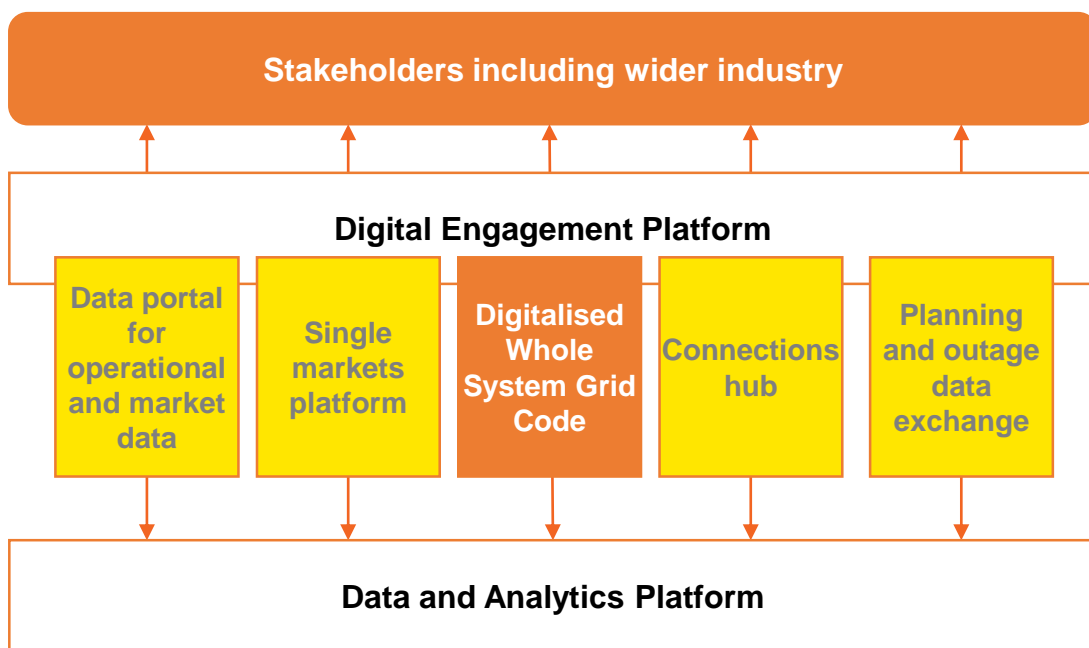 Stakeholders including wider industry
Digital Engagement Platform
Data portal
for
operational
and market
data
Single
markets
platform
Digitalised
Whole
System Grid
Code
Connections
hub
Planning
and outage
data
exchange
Data and Analytics Platform